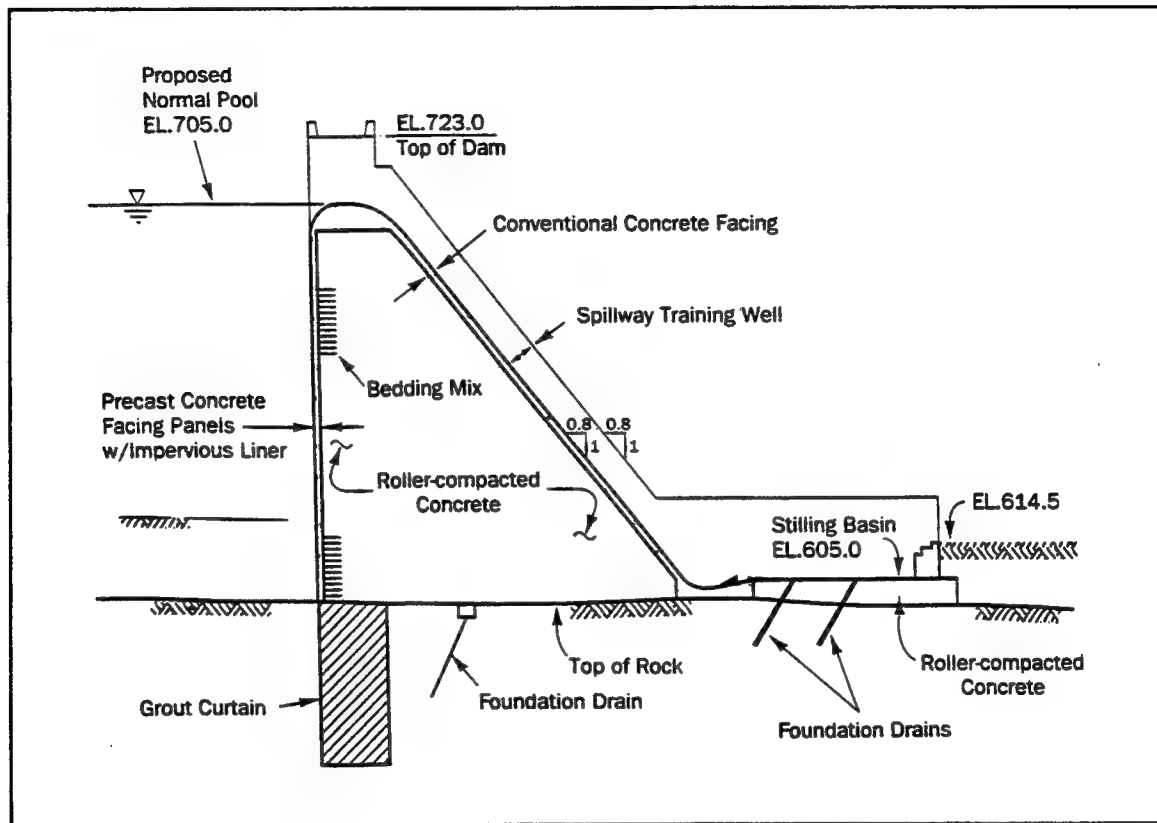 Proposed
Normal Pool
EL.705.0
EL.723.0
Top of Dam
Conventional Concrete Facing
Spillway Training Well
Bedding Mix
Precast Concrete
Facing Panels
w/Impervious Liner
0.8
1
0.8
1
Roller-compacted
Concrete
EL.614.5
Stilling Basin
EL.605.0
Top of Rock
Foundation Drain
Grout Curtain
Roller-compacted
Concrete
Foundation Drains